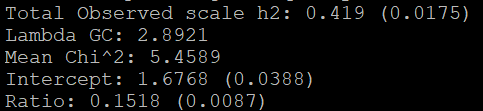 Total Observed scale h2: 0.419 (0.0175)
Lambda GC: 2.8921
Mean Chi^2: 5.4589
Intercept: 1.6768 (0.0388)
Ratio: 0.1518 (0.0087)